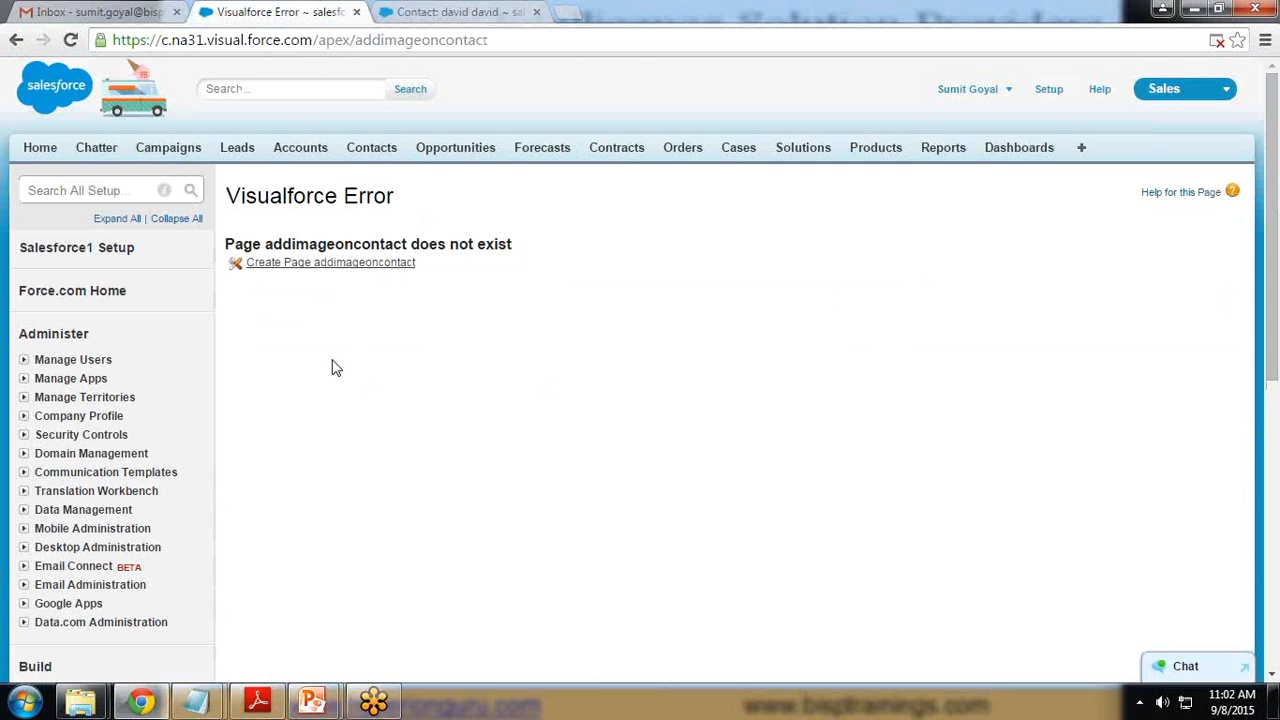 Inbox - sumit.goyal@bisp
Visualforce Error ~ salesf
Contact: david david ~ sal
https://c.na31.visual.force.com/apex/addimageoncontact
salesforce
15
Search...
Search
Sumit Goyal
Setup
Help
Sales
Home
Chatter
Campaigns
Leads
Accounts
Contacts
Opportunities
Forecasts
Contracts
Orders
Cases
Solutions
Products
Reports
Dashboards
+
Search All Setup...
Expand All | Collapse All
Salesforce1 Setup
Force.com Home
Administer
Manage Users
Manage Apps
Manage Territories
Company Profile
Security Controls
Domain Management
Communication Templates
Translation Workbench
Data Management
Mobile Administration
Desktop Administration
Email Connect BETA
Email Administration
Google Apps
Data.com Administration
Build
Visualforce Error
Help for this Page
Page addimageoncontact does not exist
Create Page addimageoncontact
Chat
www.bisptrainings.com
11:02 AM
9/8/2015